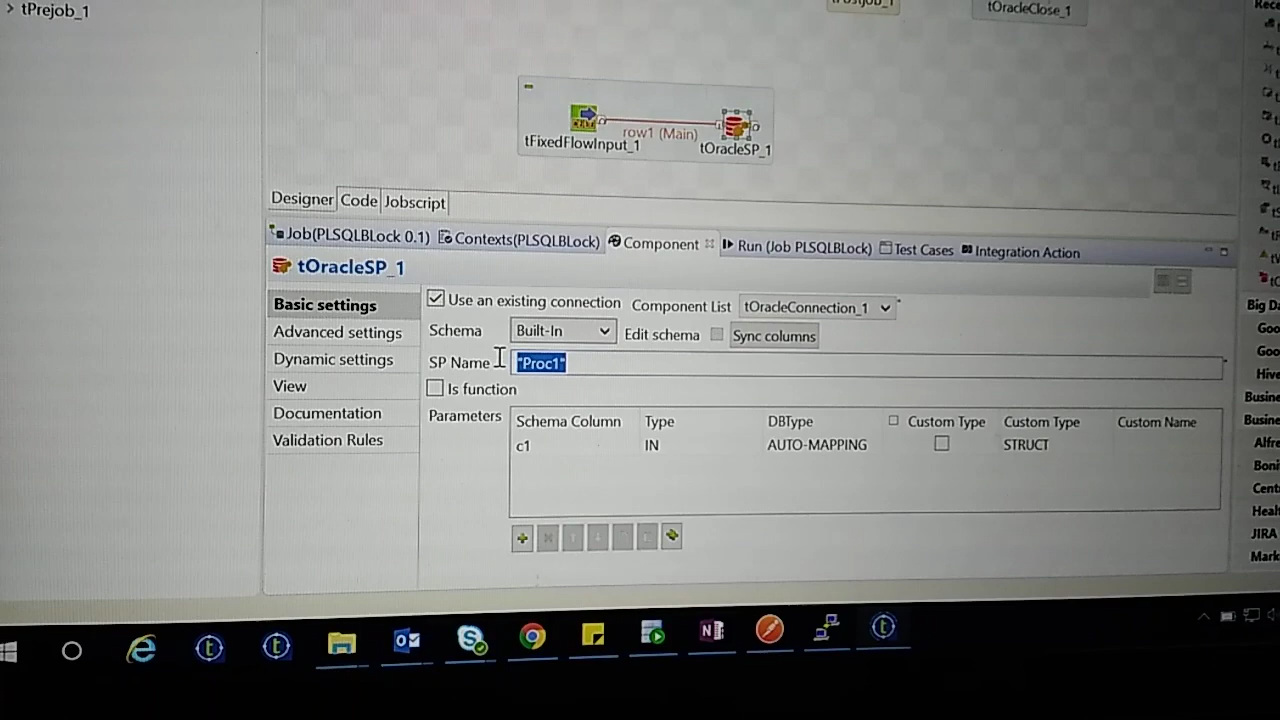 tPrejob_1
tOracleClose_1
row1 (Main)
tFixedFlowInput_1
tOracleSP_1
Designer Code Jobscript
Job(PLSQLBLock 0.1) Contexts(PLSQLBLock) Component Run (Job PLSQLBLock) Test Cases Integration Action
tOracleSP_1
Basic settings
Advanced settings
Dynamic settings
View
Documentation
Validation Rules
Use an existing connection Component List tOracleConnection_1
Schema Built-In Edit schema Sync columns
SP Name "Proc1"
Is function
Parameters
Schema Column Type DBType Custom Type Custom Type Custom Name
c1 IN AUTO-MAPPING STRUCT
Big Da
Goo
Goo
Hive
Busine
Busine
Alfre
Boni
Cent
Heal
JIRA
Mark